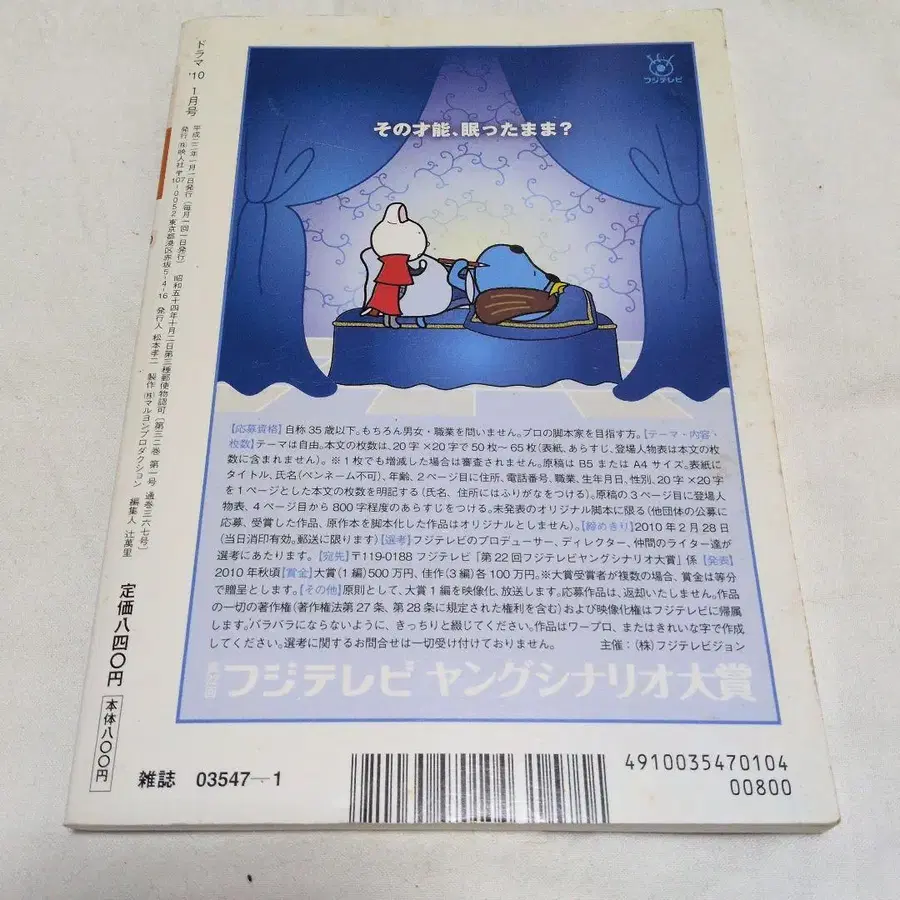 ドラマ '10 1月号
平成二二年一月一日発行(毎月一回一日発行) 昭和五十四年十月二日第三種郵便物認可〔第三二巻 第一号 通巻三六七号〕
発行 ㈱映人社 〒107-0052 東京都港区赤坂5-4-16 発行人 松本孝二 製作 ㈱マルヨンプロダクション 編集人 辻萬里
定価八四〇円
本体八〇〇円
フジテレビ
その才能、眠ったまま?
【応募資格】自称35歳以下。もちろん男女・職業を問いません。プロの脚本家を目指す方。【テーマ・内容・
枚数】テーマは自由。本文の枚数は、20字×20字で50枚〜65枚(表紙、あらすじ、登場人物表は本文の枚
数に含まれません)。※1枚でも増減した場合は審査されません。原稿はB5またはA4サイズ。表紙に
タイトル、氏名(ペンネーム不可)、年齢、2ページ目に住所、電話番号、職業、生年月日、性別、20字×20字
を1ページとした本文の枚数を明記する(氏名、住所にはふりがなをつける)。原稿の3ページ目に登場人
物表、4ページ目から800字程度のあらすじをつける。未発表のオリジナル脚本に限る(他団体の公募に
応募、受賞した作品、原作本を脚本化した作品はオリジナルとしません)。【締めきり】2010年2月28日
(当日消印有効。郵送に限ります)【選考】フジテレビのプロデューサー、ディレクター、仲間のライター達が
選考にあたります。【宛先】〒119-0188 フジテレビ『第22回フジテレビヤングシナリオ大賞』係【発表】
2010年秋頃【賞金】大賞(1編)500万円、佳作(3編)各100万円。※大賞受賞者が複数の場合、賞金は等分
で贈呈とします。【その他】原則として、大賞1編を映像化、放送します。応募作品は、返却いたしません。作品
の一切の著作権(著作権法第27条、第28条に規定された権利を含む)および映像化権はフジテレビに帰属
します。バラバラにならないように、きっちりと綴じてください。作品はワープロ、またはきれいな字で作成
してください。選考に関するお問合せは一切受け付けておりません。 主催:(株)フジテレビジョン
第22回 フジテレビ ヤングシナリオ大賞
雑誌 03547-1
4910035470104
00800